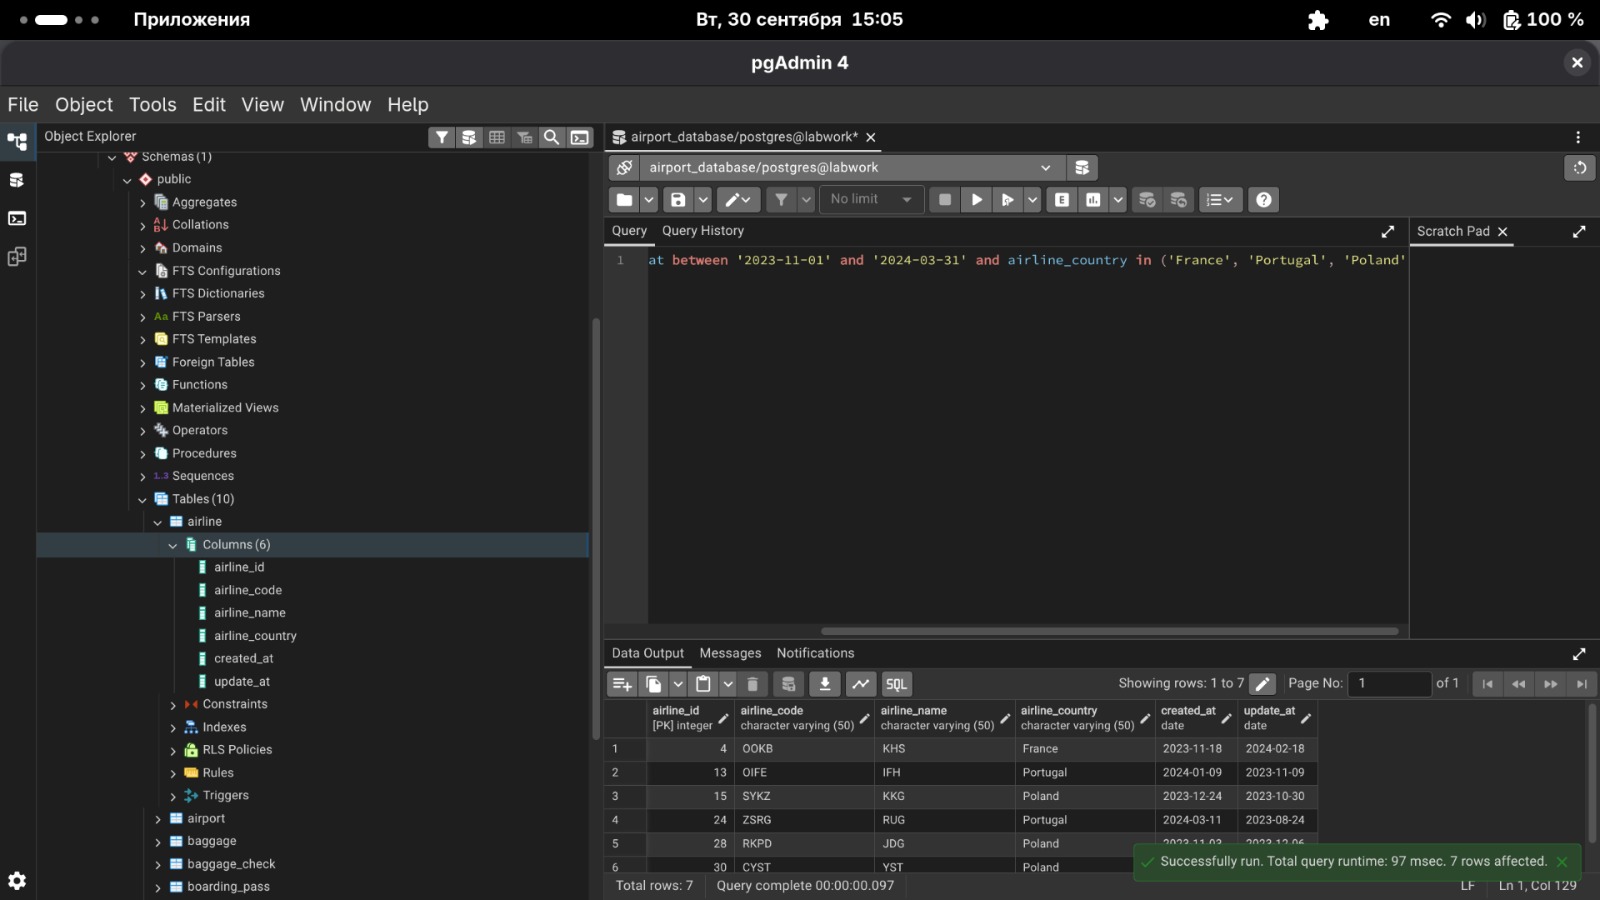 Приложения
Вт, 30 сентября 15:05
en
100 %
pgAdmin 4
File Object Tools Edit View Window Help
Object Explorer
Schemas (1)
public
Aggregates
Collations
Domains
FTS Configurations
FTS Dictionaries
Aa FTS Parsers
FTS Templates
Foreign Tables
Functions
Materialized Views
Operators
Procedures
1..3 Sequences
Tables (10)
airline
Columns (6)
airline_id
airline_code
airline_name
airline_country
created_at
update_at
Constraints
Indexes
RLS Policies
Rules
Triggers
airport
baggage
baggage_check
boarding_pass
airport_database/postgres@labwork*
airport_database/postgres@labwork
No limit
E
Query Query History
Scratch Pad
1 at between '2023-11-01' and '2024-03-31' and airline_country in ('France', 'Portugal', 'Poland'
Data Output Messages Notifications
SQL
Showing rows: 1 to 7
Page No: 1 of 1
airline_id airline_code airline_name airline_country created_at update_at
[PK] integer character varying (50) character varying (50) character varying (50) date date
1 4 OOKB KHS France 2023-11-18 2024-02-18
2 13 OIFE IFH Portugal 2024-01-09 2023-11-09
3 15 SYKZ KKG Poland 2023-12-24 2023-10-30
4 24 ZSRG RUG Portugal 2024-03-11 2023-08-24
5 28 RKPD JDG Poland 2023-11-03 2023-12-06
6 30 CYST YST Poland
Successfully run. Total query runtime: 97 msec. 7 rows affected.
Total rows: 7 Query complete 00:00:00.097
LF Ln 1, Col 129